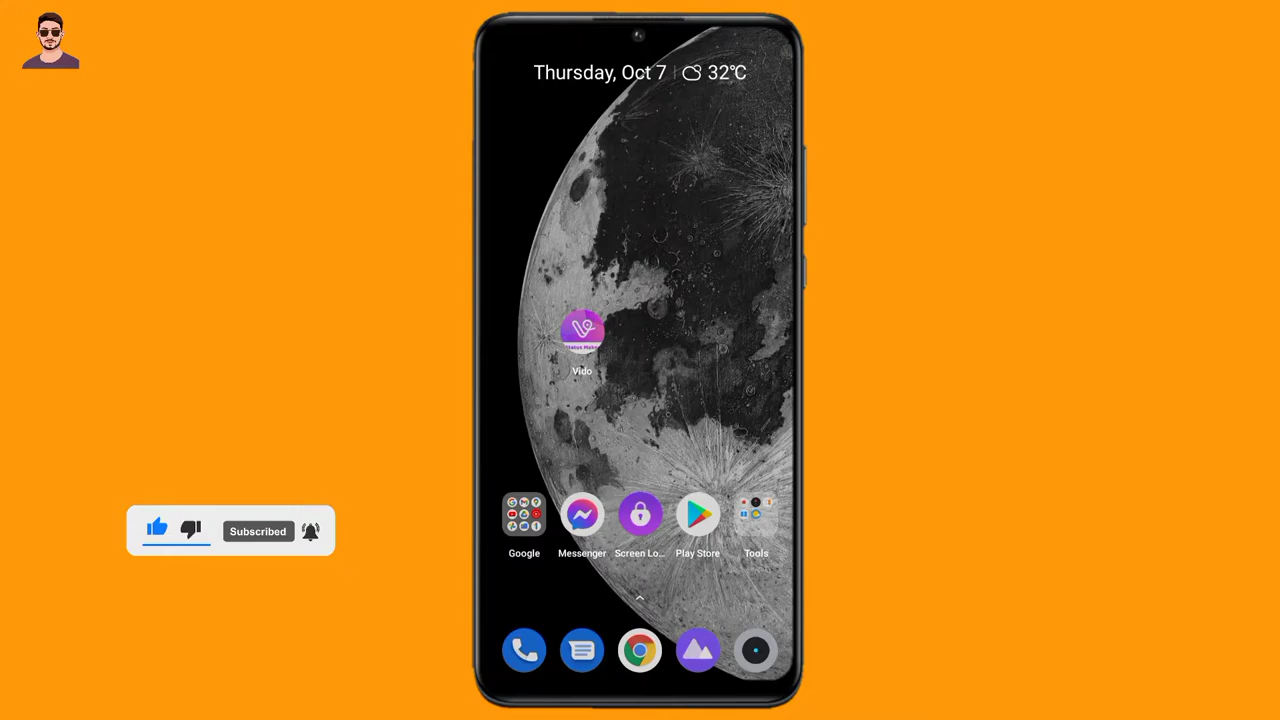 Thursday, Oct 7 32℃
Vido
Google Messenger Screen Lo... Play Store Tools
Subscribed